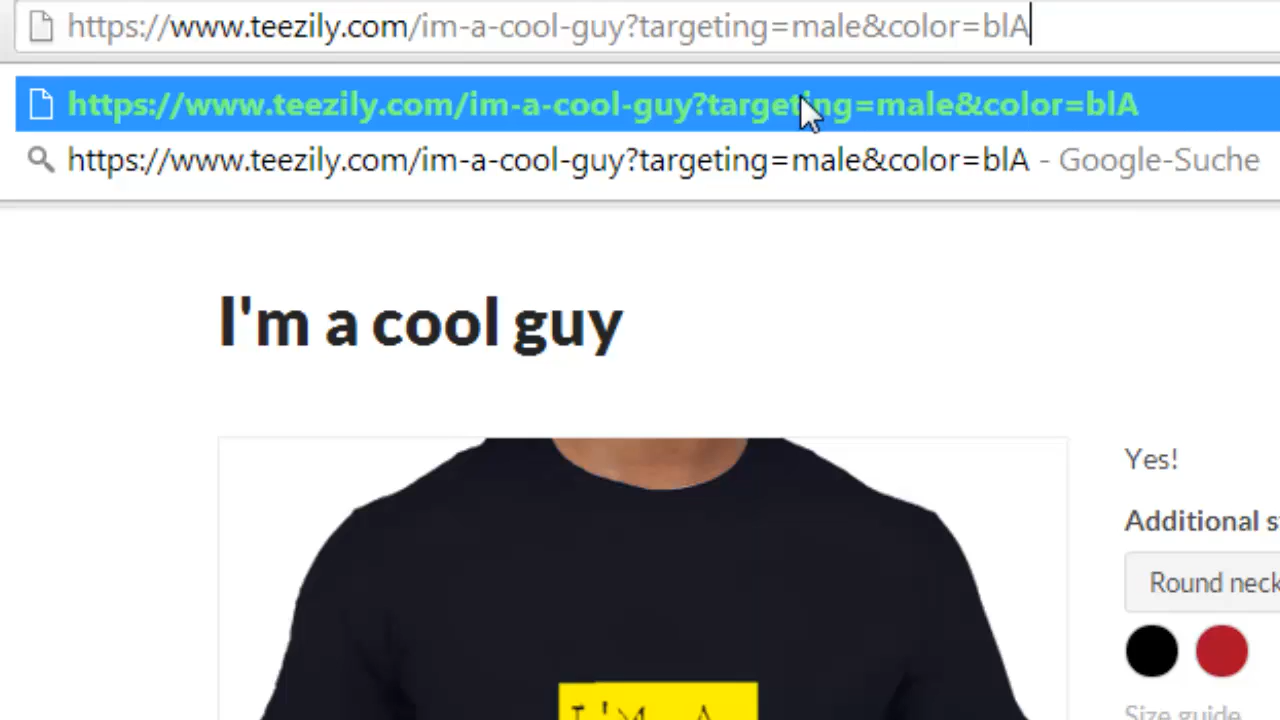 https://www.teezily.com/im-a-cool-guy?targeting=male&color=blA
https://www.teezily.com/im-a-cool-guy?targeting=male&color=blA
https://www.teezily.com/im-a-cool-guy?targeting=male&color=blA - Google-Suche
I'm a cool guy
Yes!
Additional s
Round neck
I'M A
Size guide